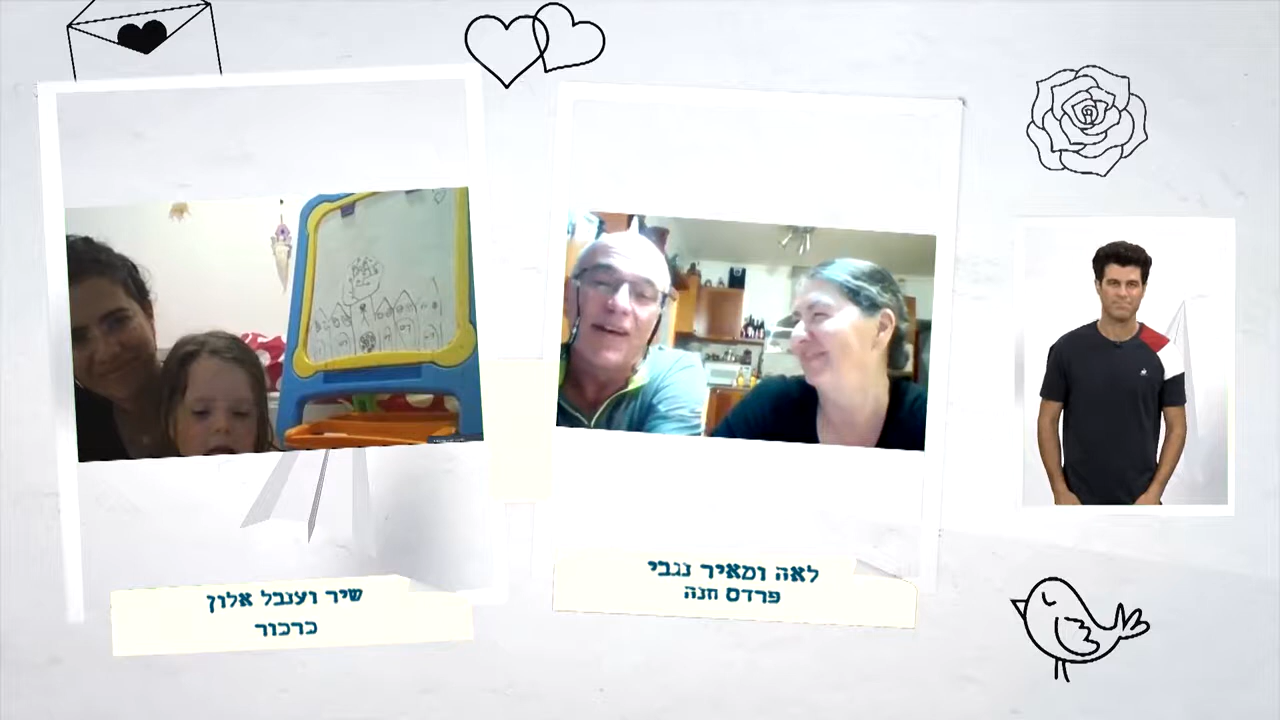 שיר וענבל אלון
כרכור
לאה ומאיר נגבי
פרדס חנה